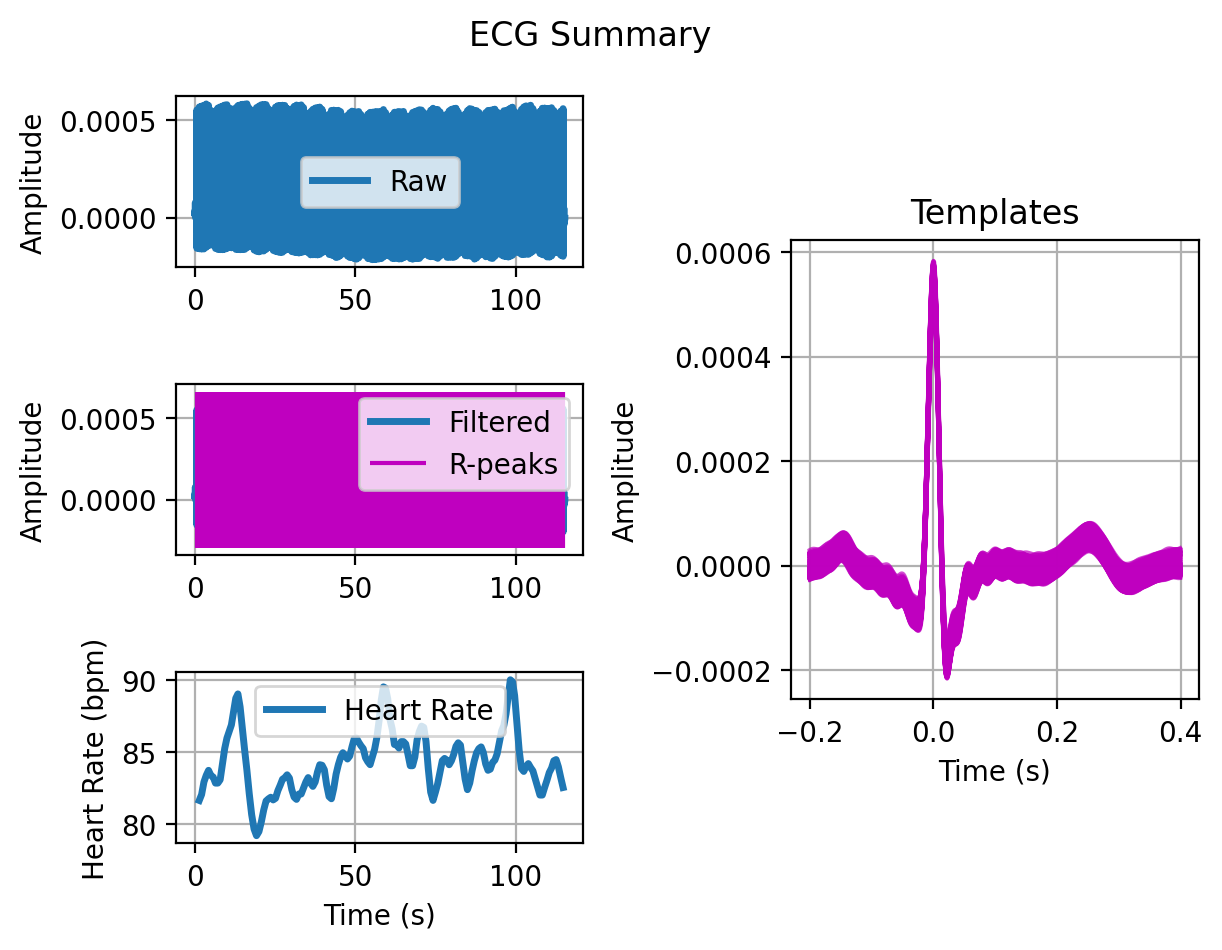 ECG Summary
Amplitude
0.0005
0.0000
Raw
0
50
100
Amplitude
0.0005
0.0000
Filtered
R-peaks
0
50
100
Heart Rate (bpm)
90
85
80
Heart Rate
0
50
100
Time (s)
Templates
Amplitude
0.0006
0.0004
0.0002
0.0000
−0.0002
−0.2
0.0
0.2
0.4
Time (s)